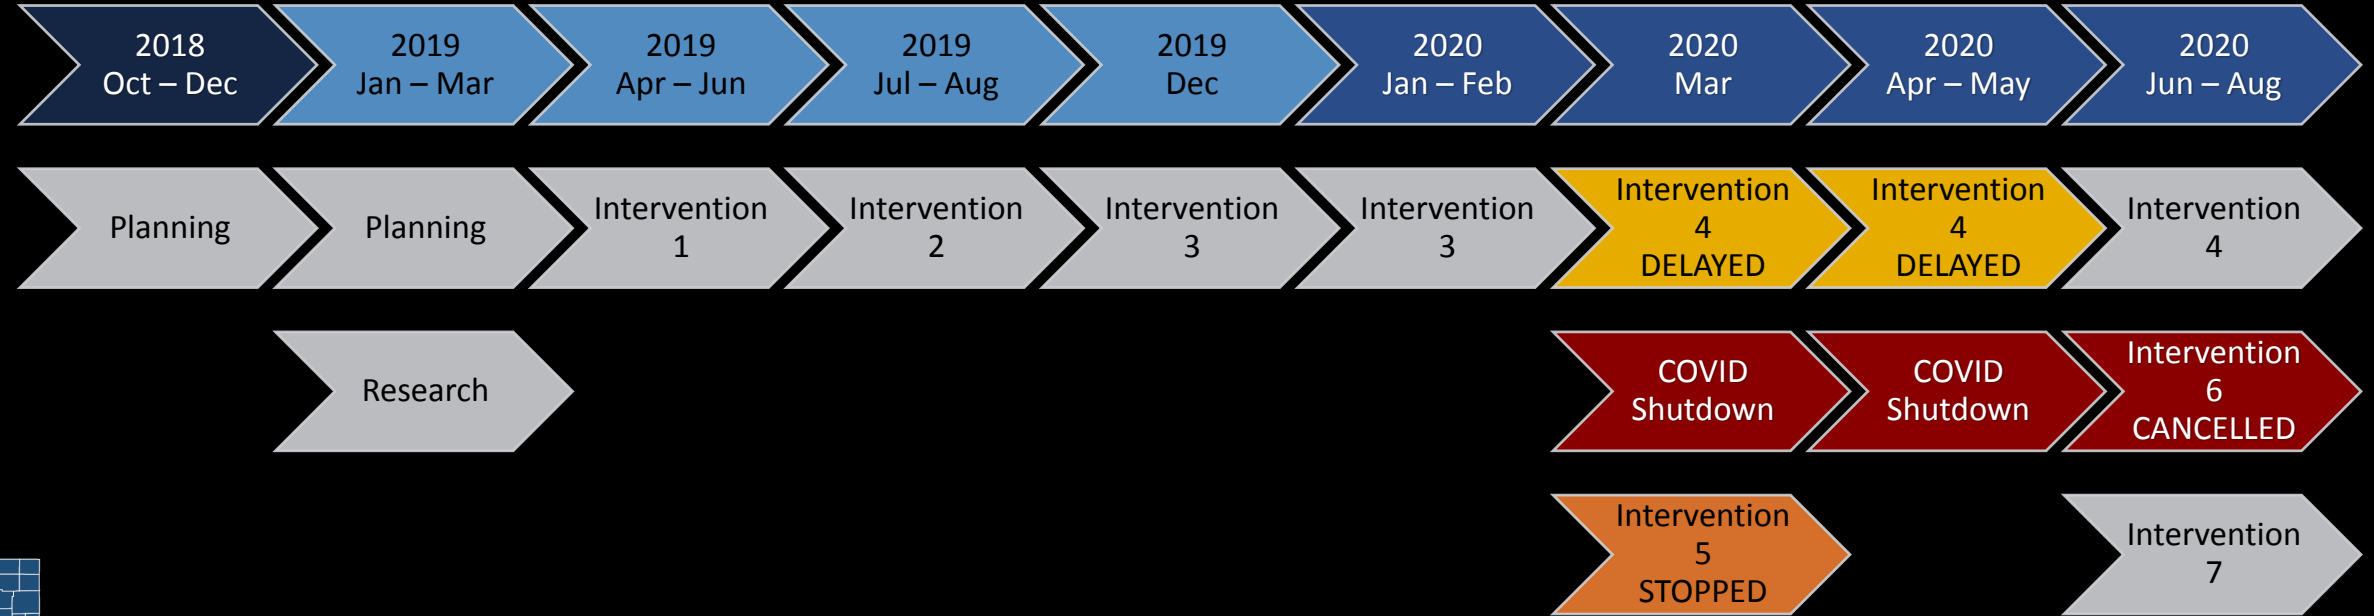 2018
Oct – Dec
2019
Jan – Mar
2019
Apr – Jun
2019
Jul – Aug
2019
Dec
2020
Jan – Feb
2020
Mar
2020
Apr – May
2020
Jun – Aug
Planning
Planning
Intervention
1
Intervention
2
Intervention
3
Intervention
3
Intervention
4
DELAYED
Intervention
4
DELAYED
Intervention
4
Research
COVID
Shutdown
COVID
Shutdown
Intervention
6
CANCELLED
Intervention
5
STOPPED
Intervention
7